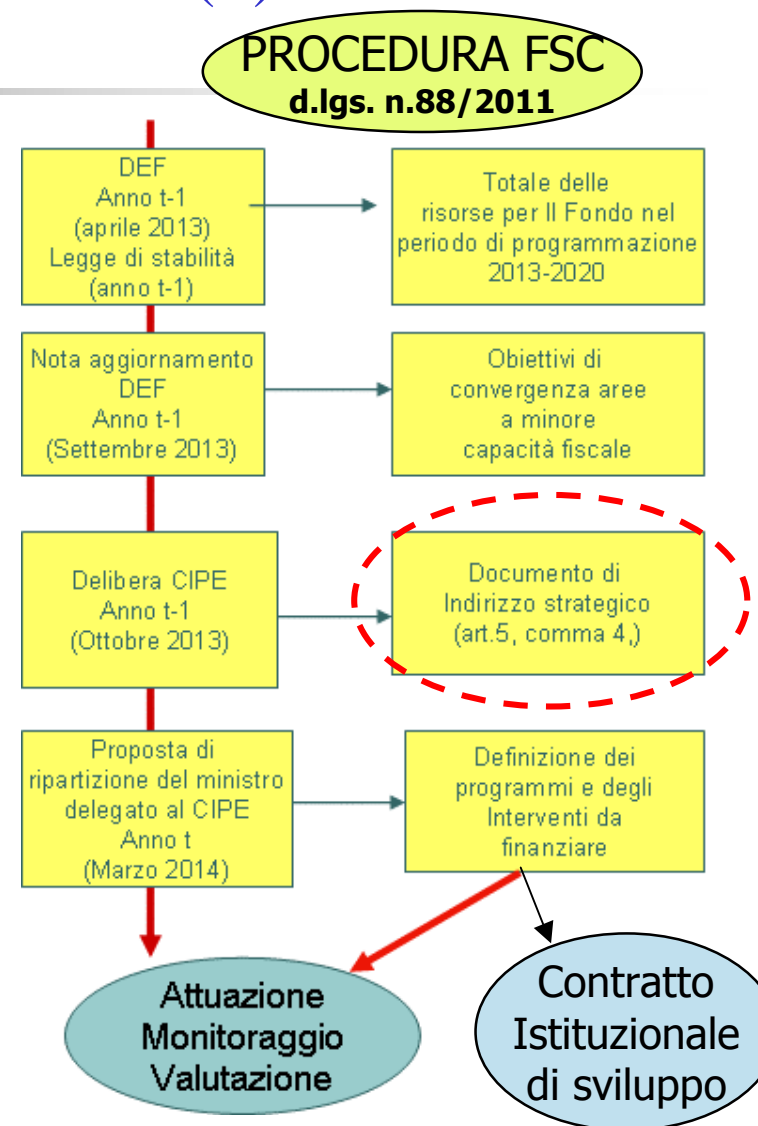 PROCEDURA FSC
d.lgs. n.88/2011
DEF
Anno t-1
(aprile 2013)
Legge di stabilità
(anno t-1)
Totale delle
risorse per Il Fondo nel
periodo di programmazione
2013-2020
Nota aggiornamento
DEF
Anno t-1
(Settembre 2013)
Obiettivi di
convergenza aree
a minore
capacità fiscale
Delibera CIPE
Anno t-1
(Ottobre 2013)
Documento di
Indirizzo strategico
(art.5, comma 4,)
Proposta di
ripartizione del ministro
delegato al CIPE
Anno t
(Marzo 2014)
Definizione dei
programmi e degli
Interventi da
finanziare
Attuazione
Monitoraggio
Valutazione
Contratto
Istituzionale
di sviluppo